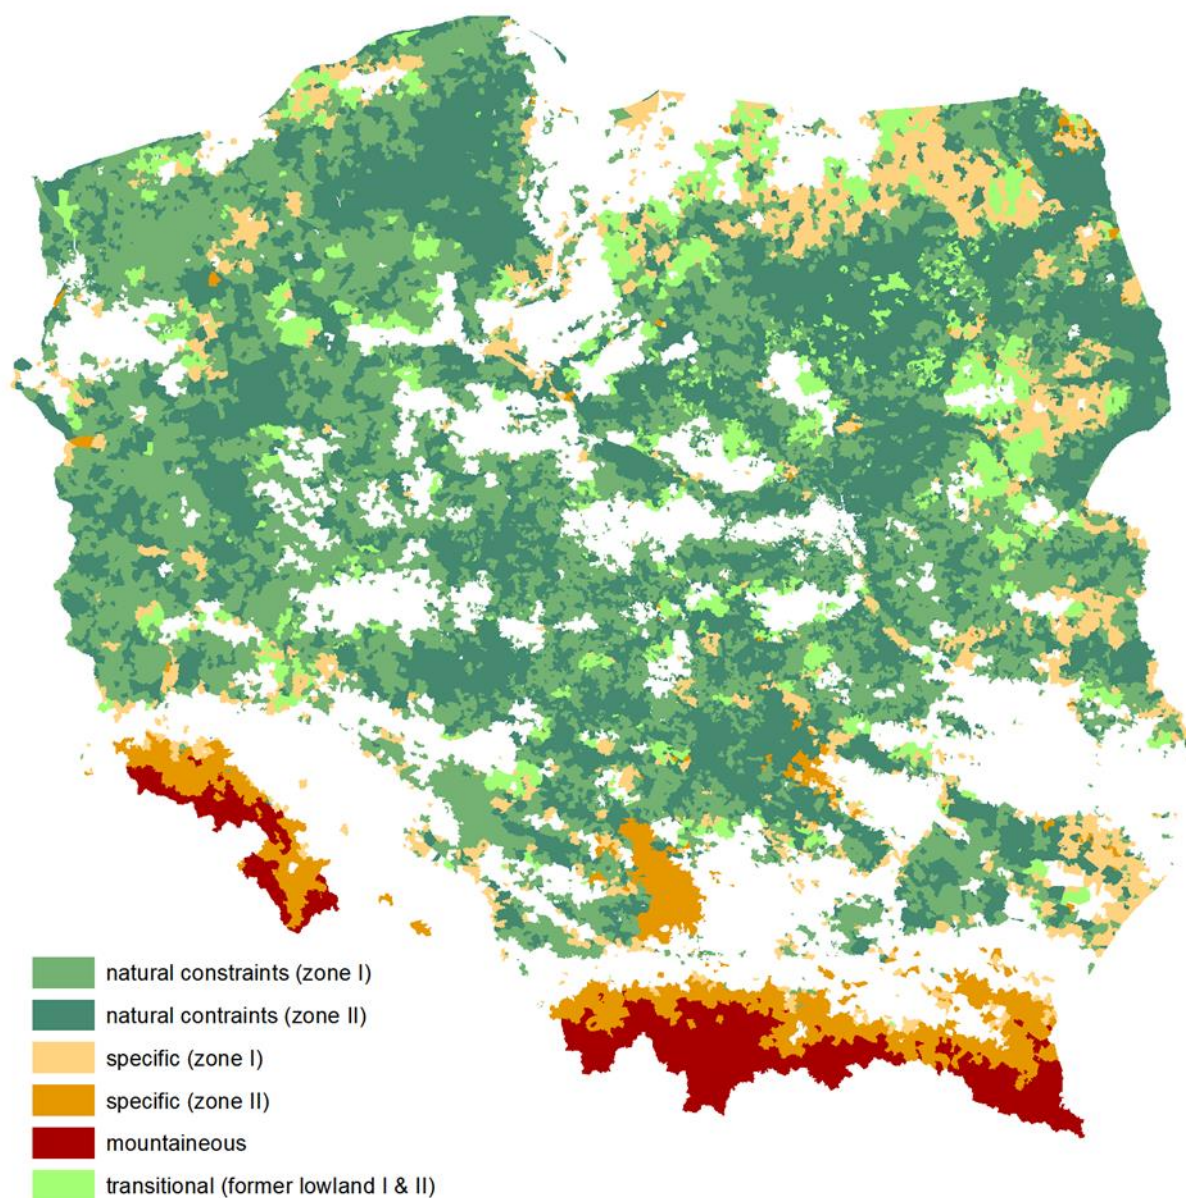 natural constraints (zone I)
natural contraints (zone II)
specific (zone I)
specific (zone II)
mountaineous
transitional (former lowland I & II)